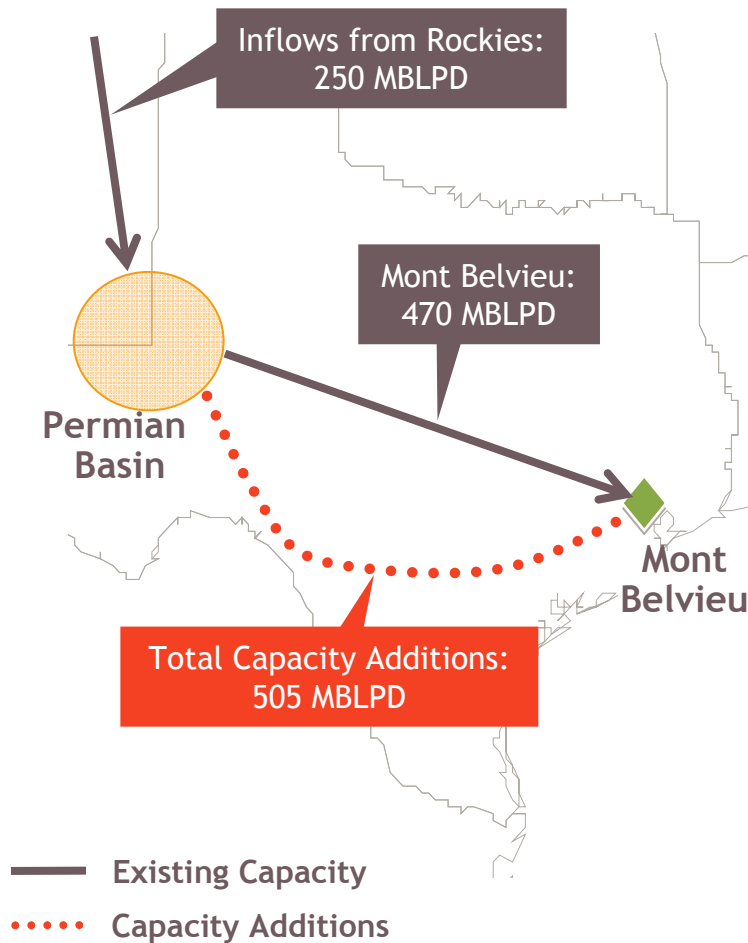 Inflows from Rockies:
250 MBLPD
Mont Belvieu:
470 MBLPD
Permian
Basin
Mont
Belvieu
Total Capacity Additions:
505 MBLPD
Existing Capacity
Capacity Additions